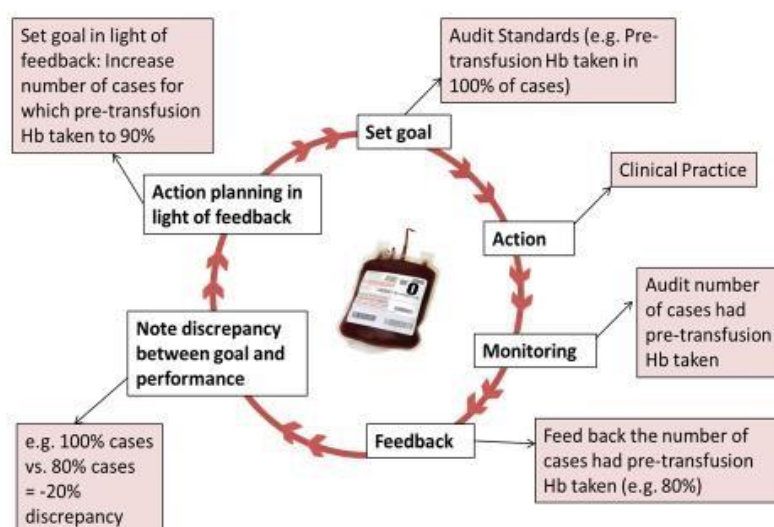 Set goal in light of
feedback: Increase
number of cases for
which pre-transfusion
Hb taken to 90%
Audit Standards (e.g. Pre-
transfusion Hb taken in
100% of cases)
Set goal
Clinical Practice
Action planning in
light of feedback
Action
Audit number
of cases had
pre-transfusion
Hb taken
Note discrepancy
between goal and
performance
Monitoring
e.g. 100% cases
vs. 80% cases
= -20%
discrepancy
Feedback
Feed back the number of
cases had pre-transfusion
Hb taken (e.g. 80%)